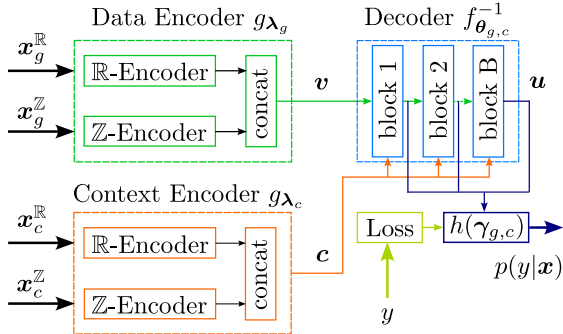 Data Encoder g_{λ_g}
x_g^ℝ
ℝ-Encoder
x_g^ℤ
ℤ-Encoder
concat
v
Decoder f_{θ_{g,c}}^{-1}
block 1
block 2
block B
u
Context Encoder g_{λ_c}
x_c^ℝ
ℝ-Encoder
x_c^ℤ
ℤ-Encoder
concat
c
Loss
h(γ_{g,c})
y
p(y|x)